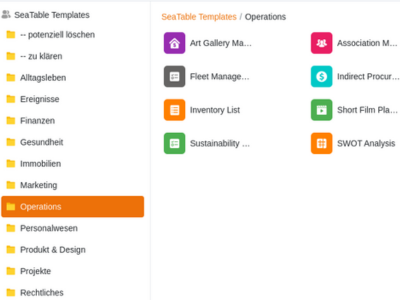 SeaTable Templates
-- potenziell löschen
-- zu klären
Alltagsleben
Ereignisse
Finanzen
Gesundheit
Immobilien
Marketing
Operations
Personalwesen
Produkt & Design
Projekte
Rechtliches
SeaTable Templates / Operations
Art Gallery Ma...
Association M...
Fleet Manage...
Indirect Procur...
Inventory List
Short Film Pla...
Sustainability ...
SWOT Analysis